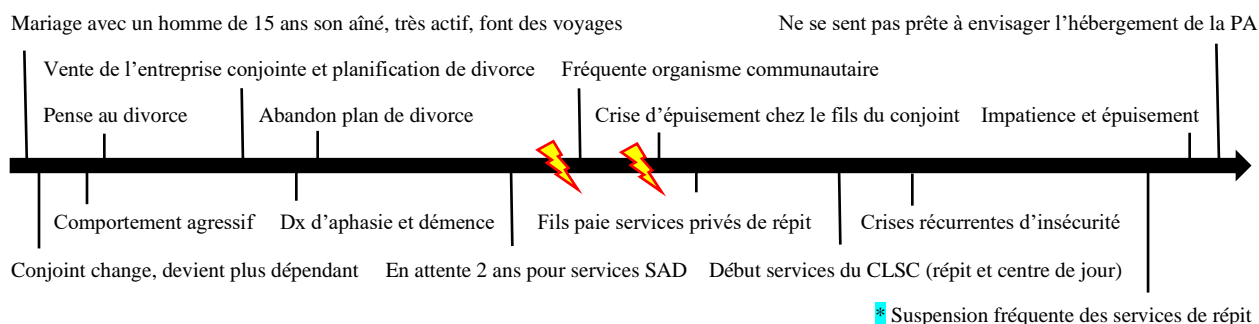 Mariage avec un homme de 15 ans son aîné, très actif, font des voyages
Ne se sent pas prête à envisager l’hébergement de la PA
Vente de l’entreprise conjointe et planification de divorce
Fréquente organisme communautaire
Pense au divorce
Abandon plan de divorce
Crise d’épuisement chez le fils du conjoint
Impatience et épuisement
Comportement agressif
Dx d’aphasie et démence
Fils paie services privés de répit
Crises récurrentes d’insécurité
Conjoint change, devient plus dépendant
En attente 2 ans pour services SAD
Début services du CLSC (répit et centre de jour)
* Suspension fréquente des services de répit